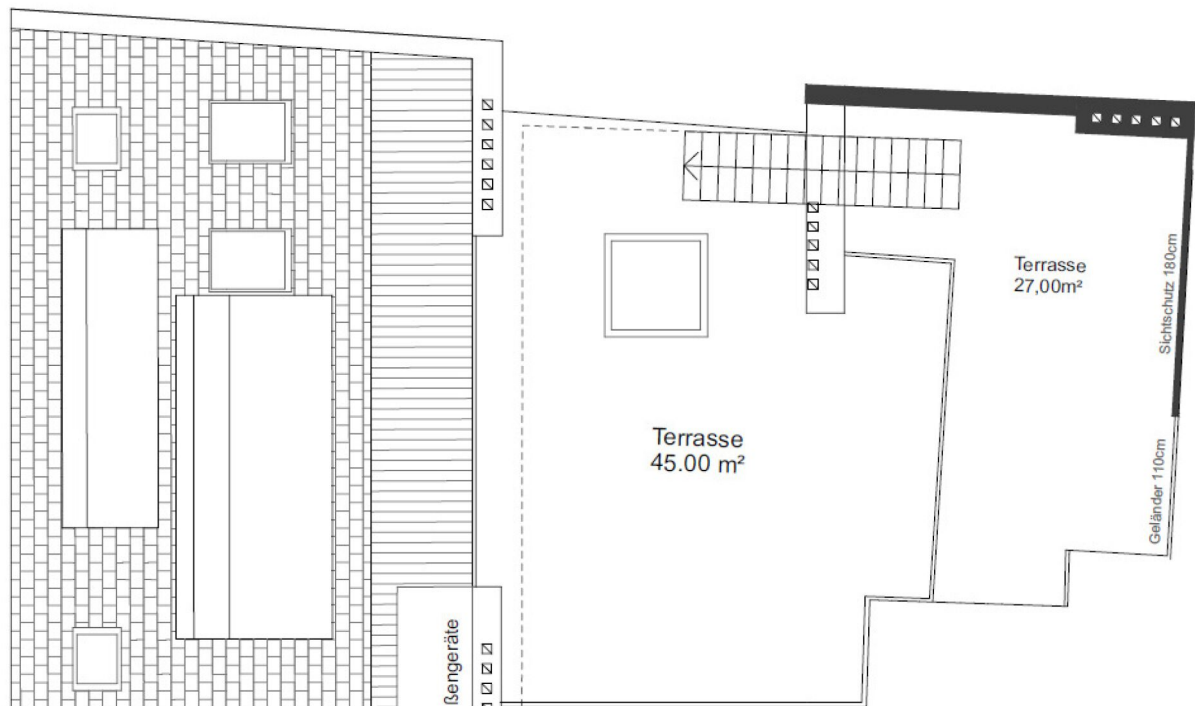 Terrasse
27,00m²
Sichtschutz 180cm
Terrasse
45.00 m²
Geländer 110cm
ßengeräte